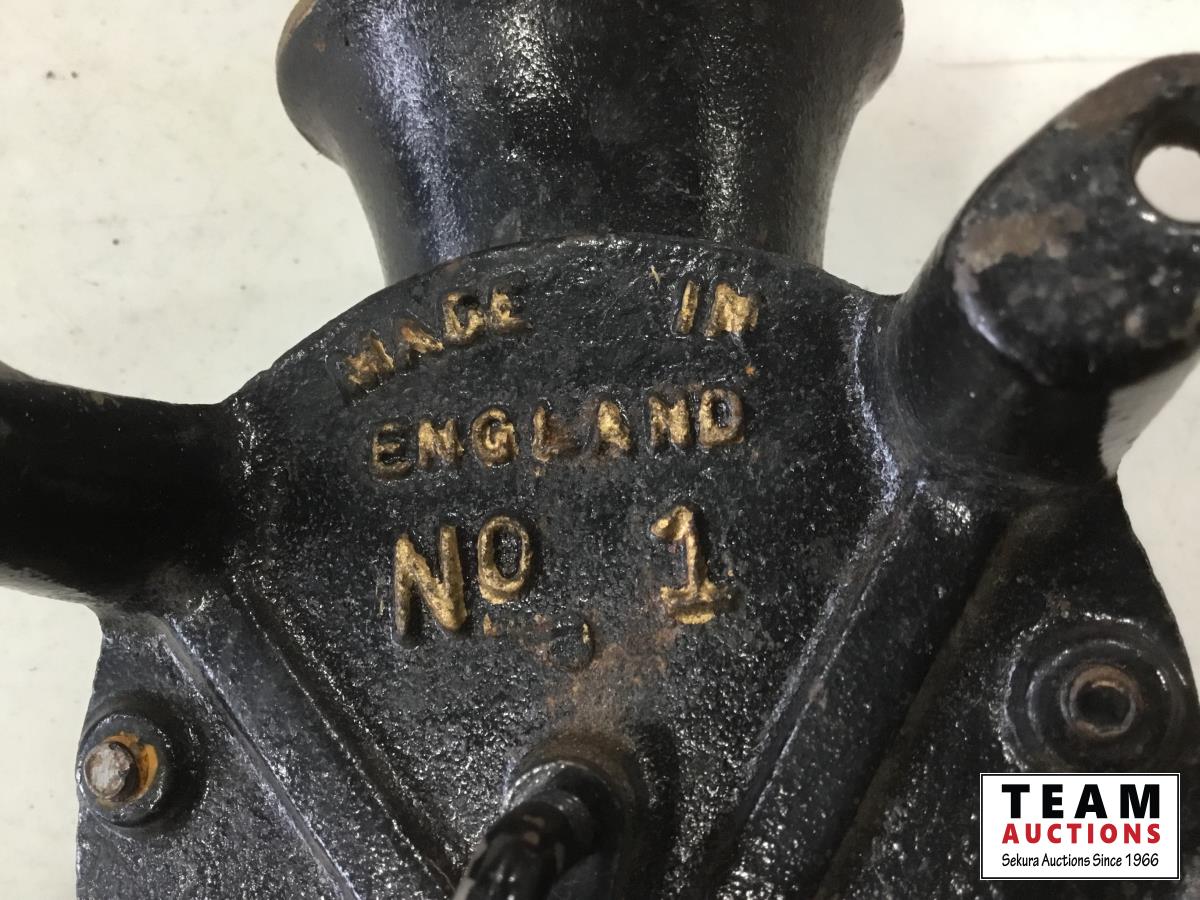 MADE IN
ENGLAND
NO 1
TEAM
AUCTIONS
Sekura Auctions Since 1966